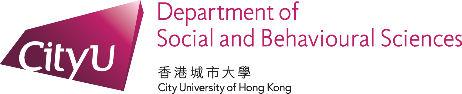 CityU
Department of
Social and Behavioural Sciences
香港城市大學
City University of Hong Kong